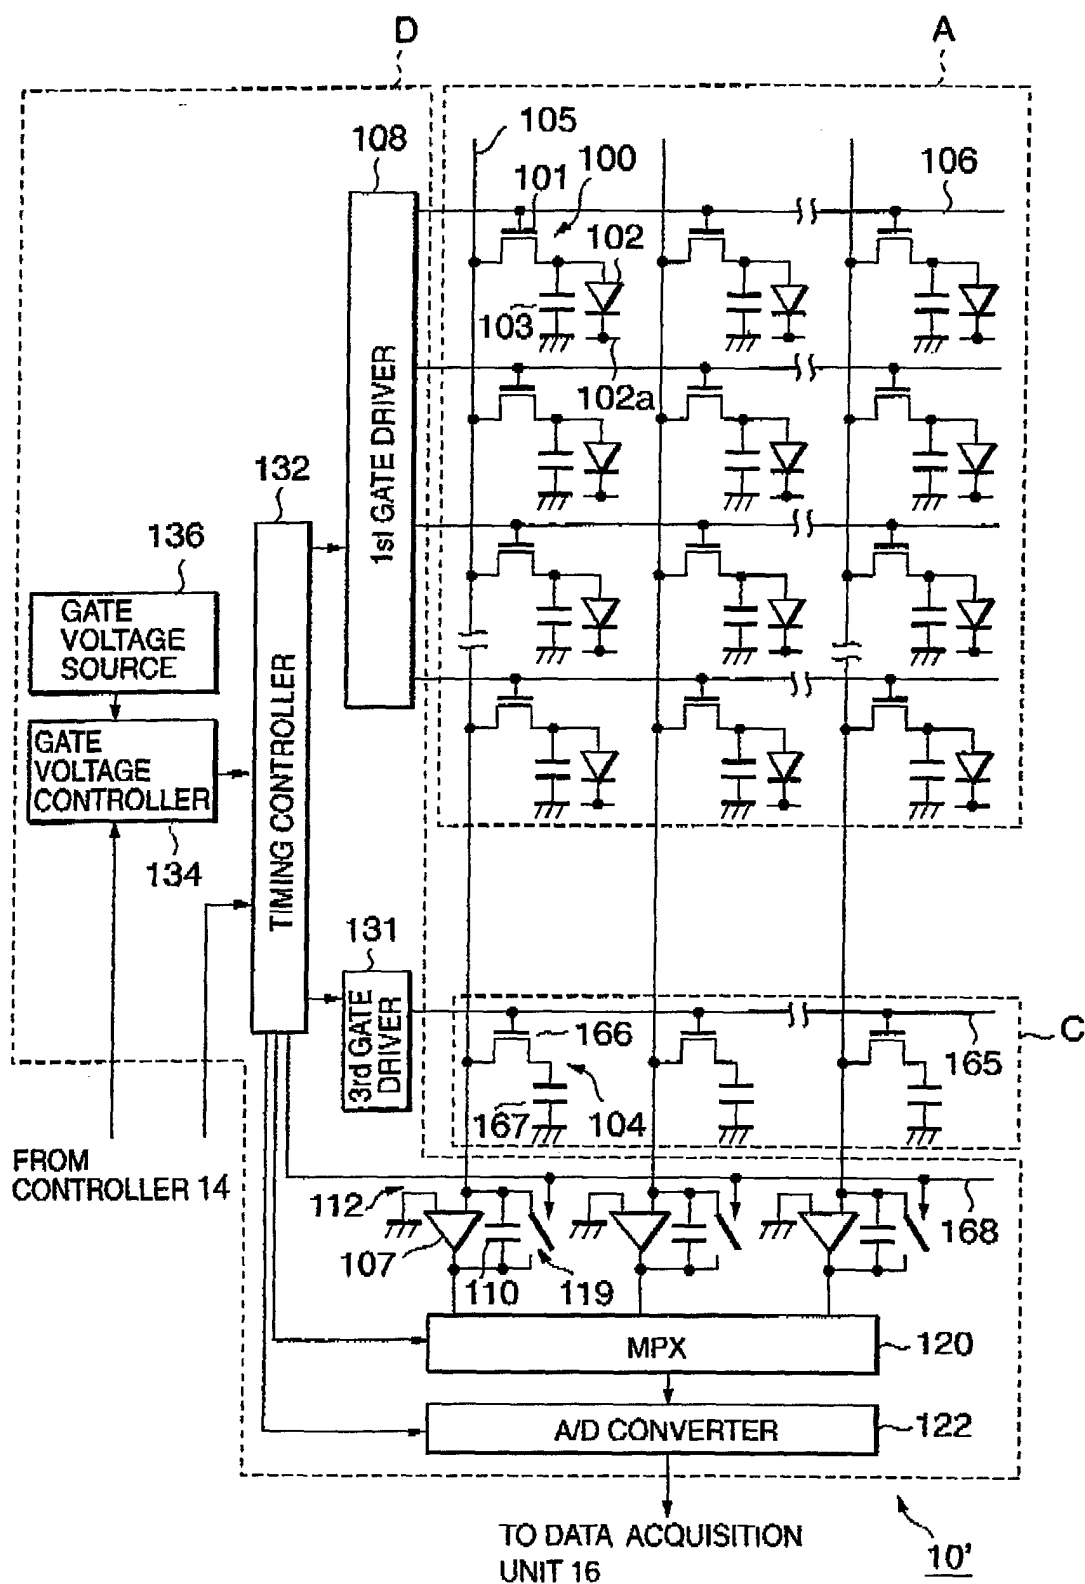 D
A
105
108
101
100
106
102
103
102a
1st GATE DRIVER
132
136
GATE
VOLTAGE
SOURCE
GATE
VOLTAGE
CONTROLLER
134
TIMING CONTROLLER
131
3rd GATE
DRIVER
166
165
C
167
104
FROM
CONTROLLER 14
112
168
107
110
119
MPX
120
A/D CONVERTER
122
TO DATA ACQUISITION
UNIT 16
10'